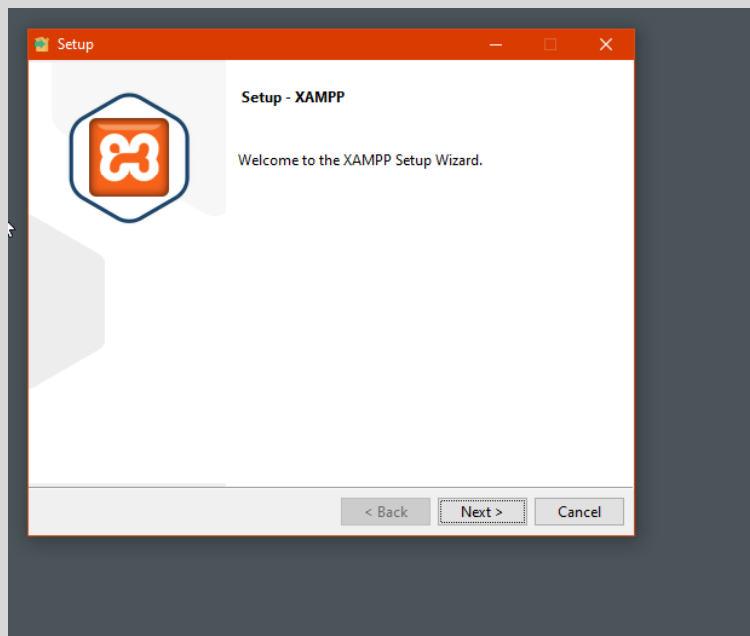 Setup
Setup - XAMPP
Welcome to the XAMPP Setup Wizard.
< Back
Next >
Cancel